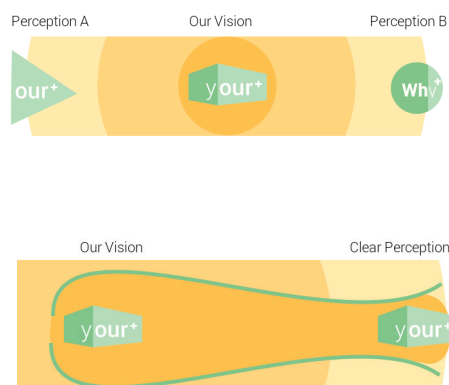 Perception A
Our Vision
Perception B
our+
your+
Why+
Our Vision
Clear Perception
your+
your+